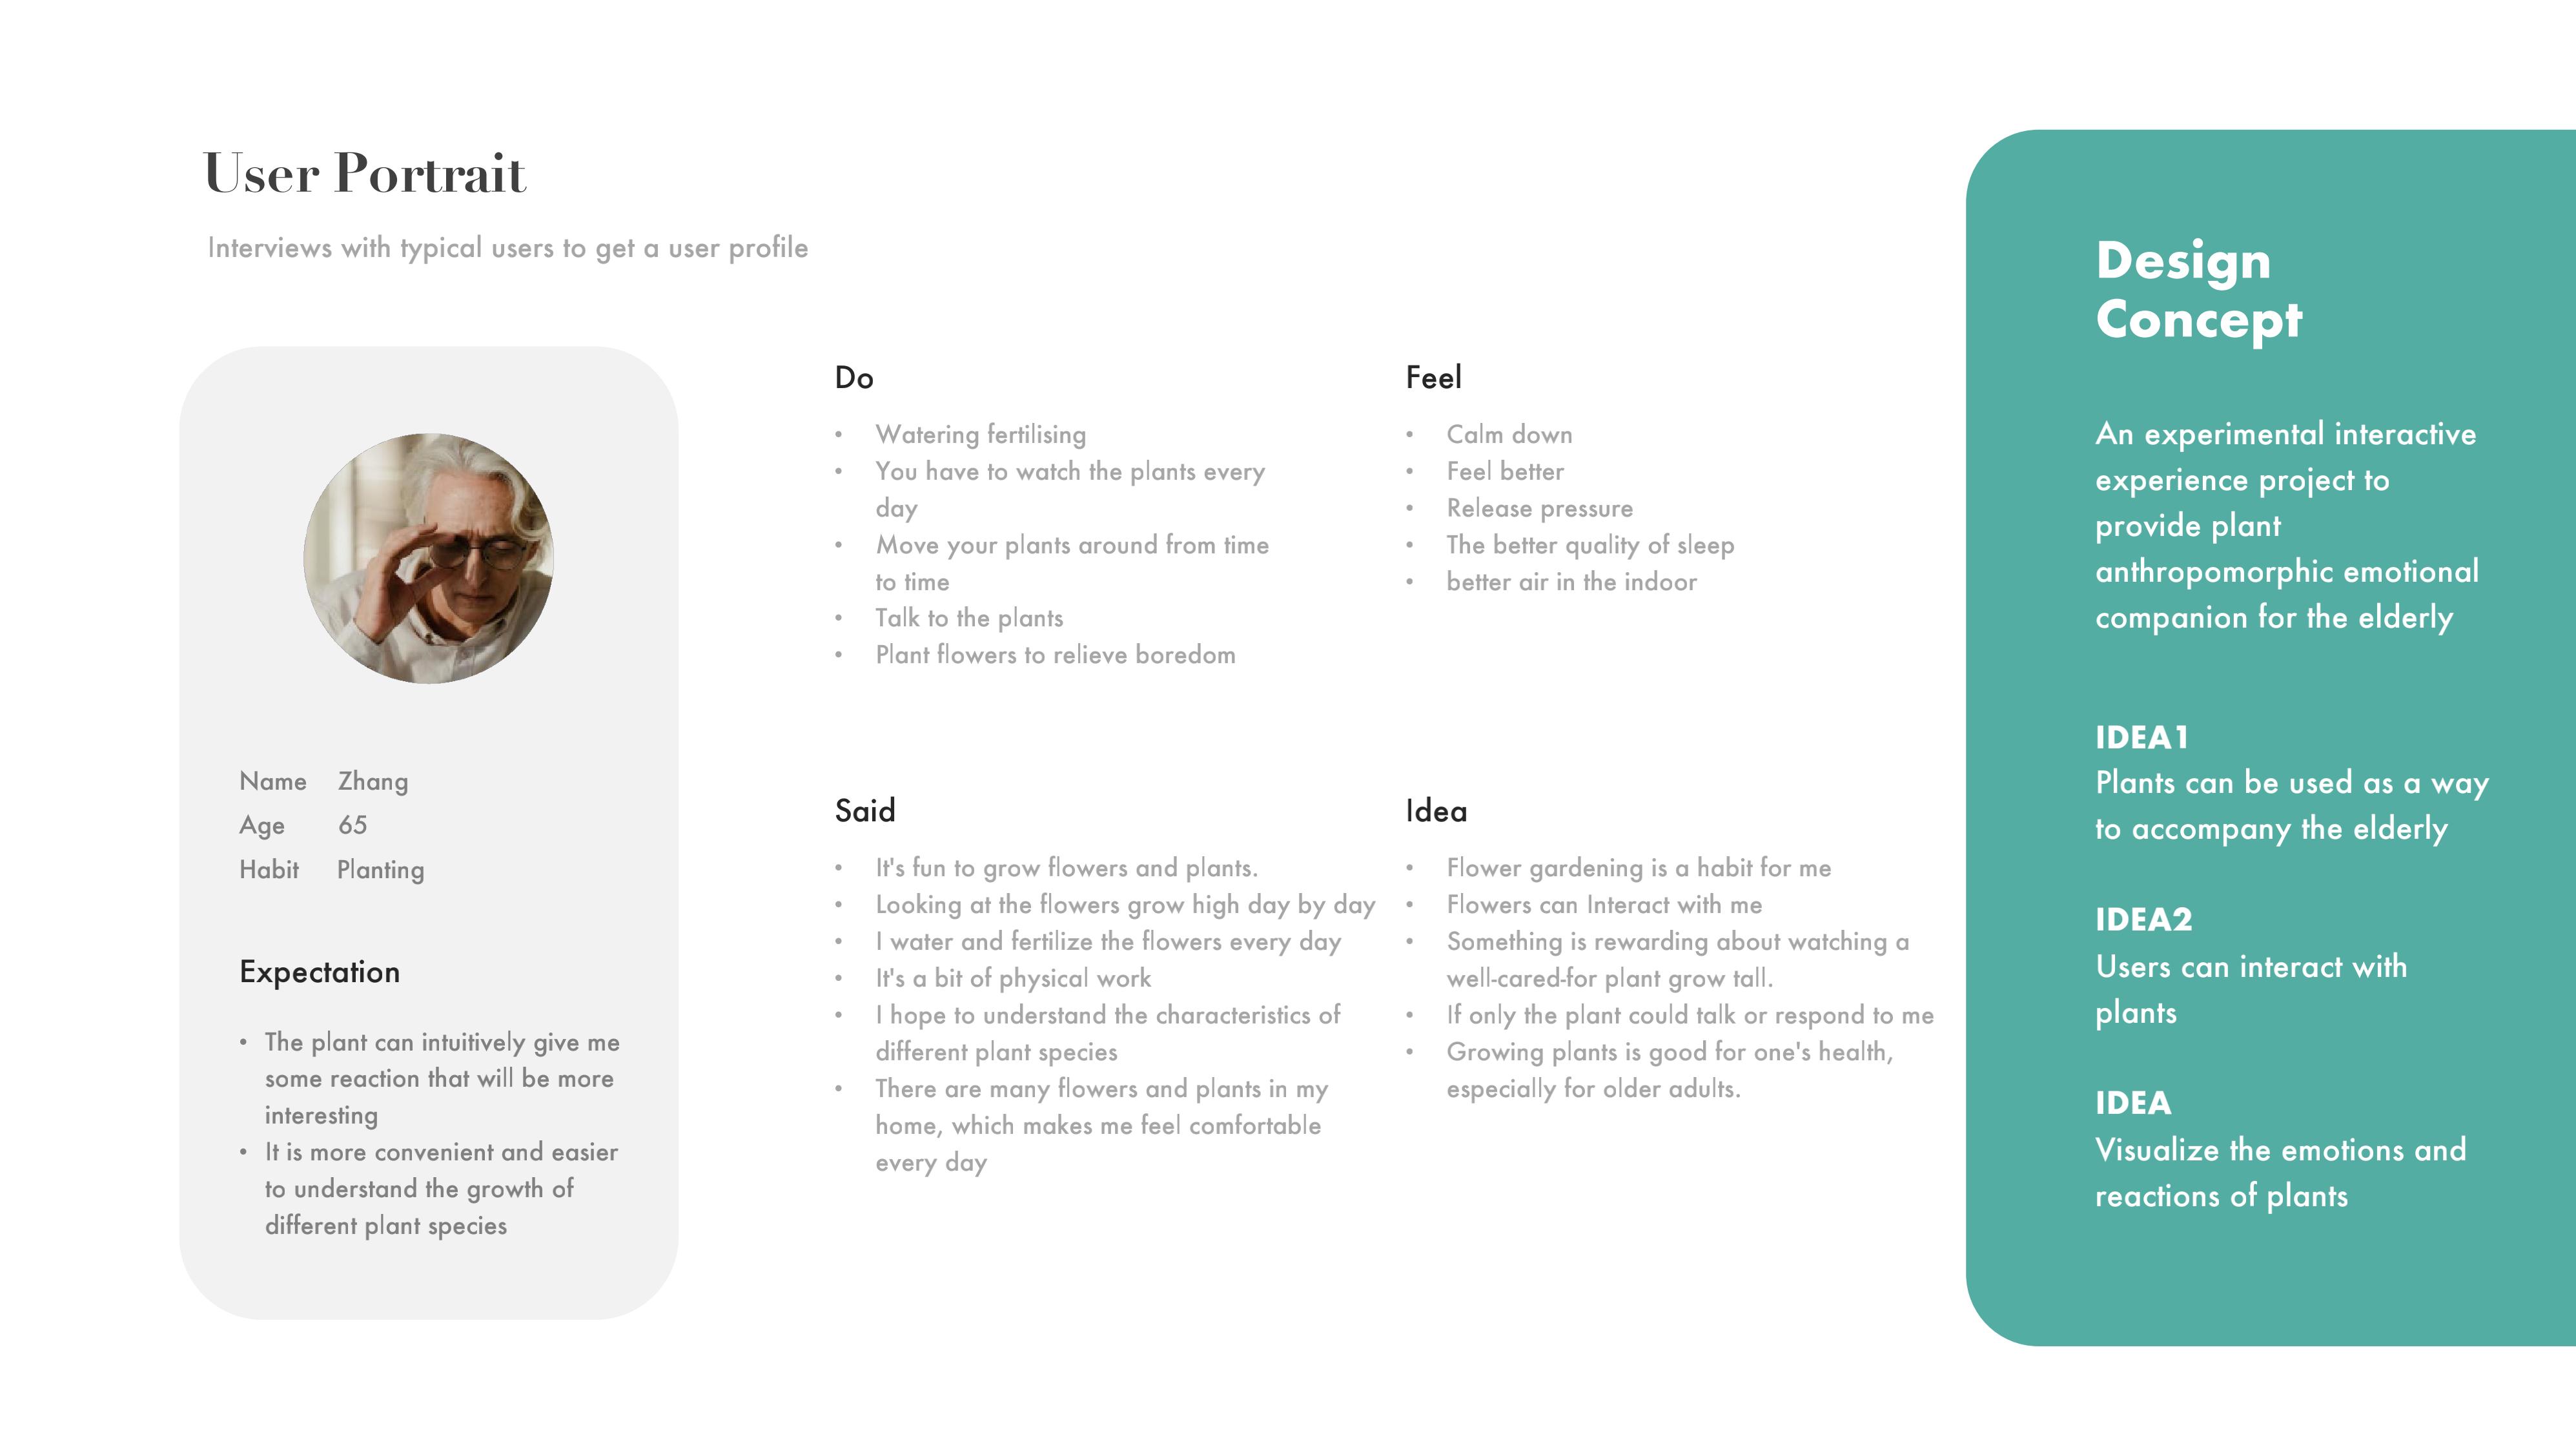 User Portrait
Interviews with typical users to get a user profile
Name Zhang
Age 65
Habit Planting
Expectation
• The plant can intuitively give me
some reaction that will be more
interesting
• It is more convenient and easier
to understand the growth of
different plant species
Do
• Watering fertilising
• You have to watch the plants every
day
• Move your plants around from time
to time
• Talk to the plants
• Plant flowers to relieve boredom
Feel
• Calm down
• Feel better
• Release pressure
• The better quality of sleep
• better air in the indoor
Said
• It's fun to grow flowers and plants.
• Looking at the flowers grow high day by day
• I water and fertilize the flowers every day
• It's a bit of physical work
• I hope to understand the characteristics of
different plant species
• There are many flowers and plants in my
home, which makes me feel comfortable
every day
Idea
• Flower gardening is a habit for me
• Flowers can Interact with me
• Something is rewarding about watching a
well-cared-for plant grow tall.
• If only the plant could talk or respond to me
• Growing plants is good for one's health,
especially for older adults.
Design
Concept
An experimental interactive
experience project to
provide plant
anthropomorphic emotional
companion for the elderly
IDEA1
Plants can be used as a way
to accompany the elderly
IDEA2
Users can interact with
plants
IDEA
Visualize the emotions and
reactions of plants